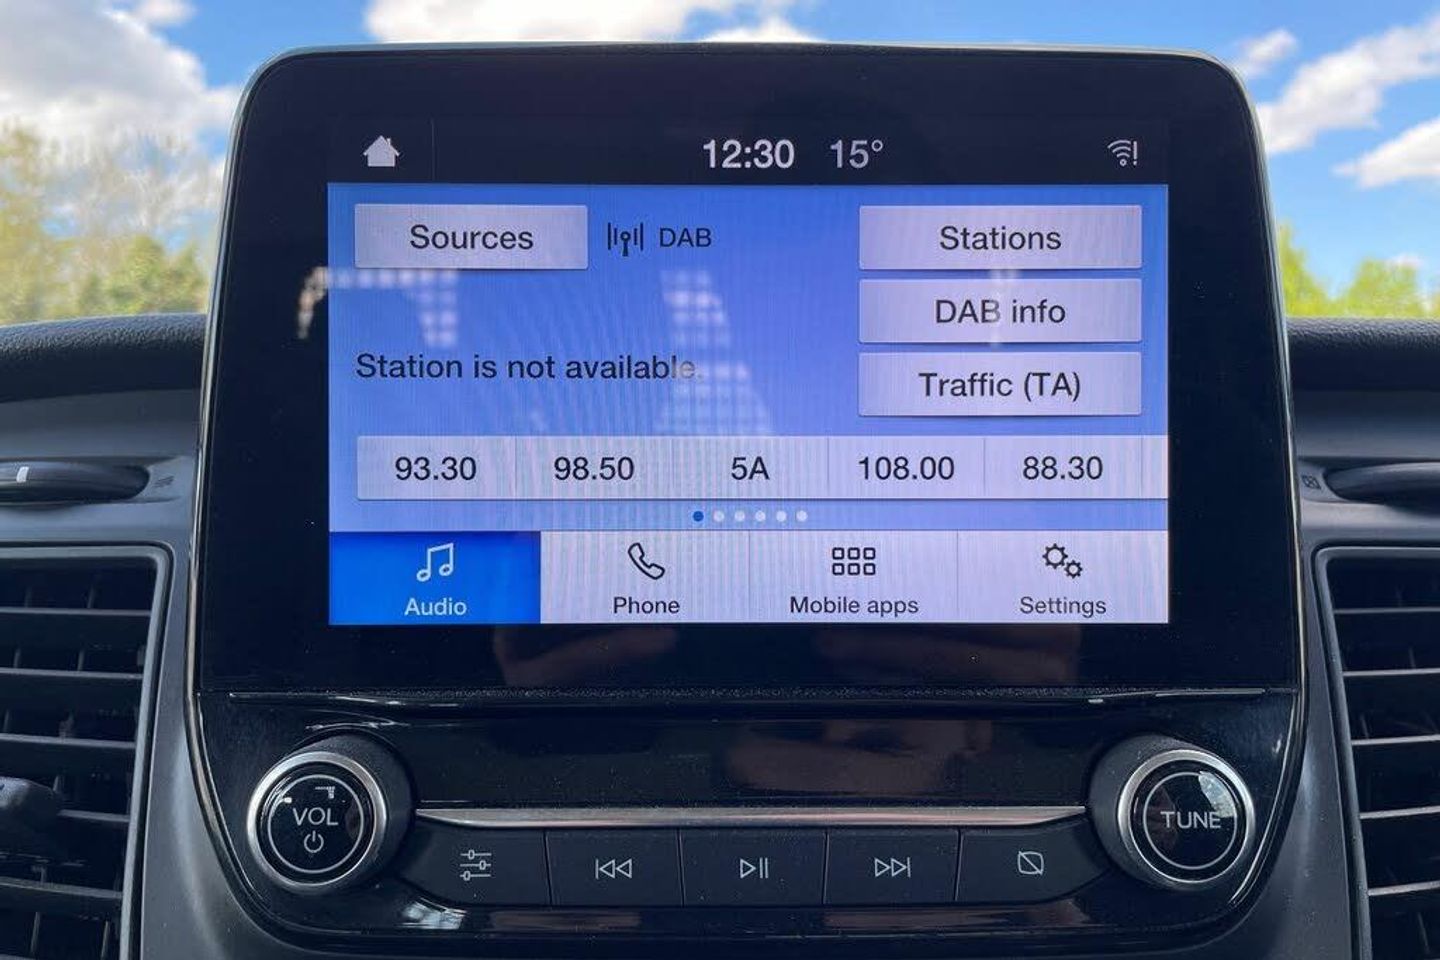 12:30 15°
Sources DAB Stations
DAB info
Station is not available.
Traffic (TA)
93.30 98.50 5A 108.00 88.30
Audio Phone Mobile apps Settings
VOL
TUNE